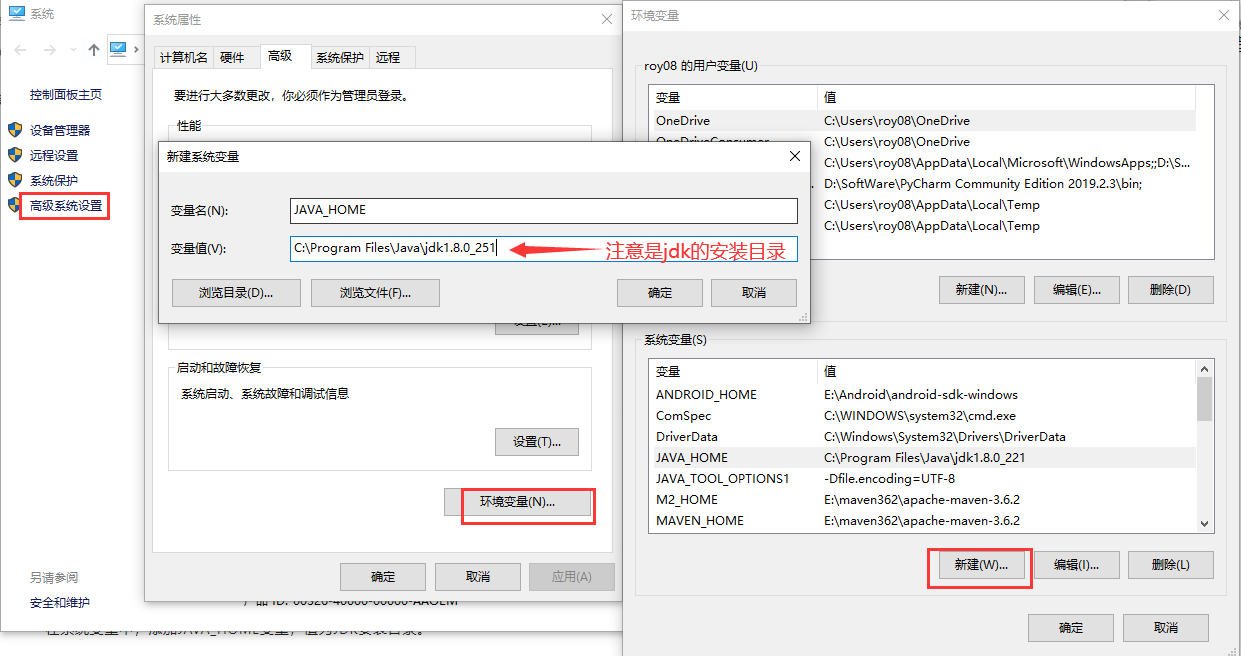 系统
控制面板主页
设备管理器
远程设置
系统保护
高级系统设置
另请参阅
安全和维护
系统属性
计算机名 硬件 高级 系统保护 远程
要进行大多数更改，你必须作为管理员登录。
性能
启动和故障恢复
系统启动、系统故障和调试信息
设置(T)...
环境变量(N)...
确定 取消 应用(A)
新建系统变量
变量名(N): JAVA_HOME
变量值(V): C:\Program Files\Java\jdk1.8.0_251 注意是jdk的安装目录
浏览目录(D)... 浏览文件(F)... 确定 取消
环境变量
roy08 的用户变量(U)
变量 值
OneDrive C:\Users\roy08\OneDrive
OneDriveConsumer C:\Users\roy08\OneDrive
C:\Users\roy08\AppData\Local\Microsoft\WindowsApps;;D:\S...
D:\SoftWare\PyCharm Community Edition 2019.2.3\bin;
C:\Users\roy08\AppData\Local\Temp
C:\Users\roy08\AppData\Local\Temp
新建(N)... 编辑(E)... 删除(D)
系统变量(S)
变量 值
ANDROID_HOME E:\Android\android-sdk-windows
ComSpec C:\WINDOWS\system32\cmd.exe
DriverData C:\Windows\System32\Drivers\DriverData
JAVA_HOME C:\Program Files\Java\jdk1.8.0_221
JAVA_TOOL_OPTIONS1 -Dfile.encoding=UTF-8
M2_HOME E:\maven362\apache-maven-3.6.2
MAVEN_HOME E:\maven362\apache-maven-3.6.2
新建(W)... 编辑(I)... 删除(L)
确定 取消